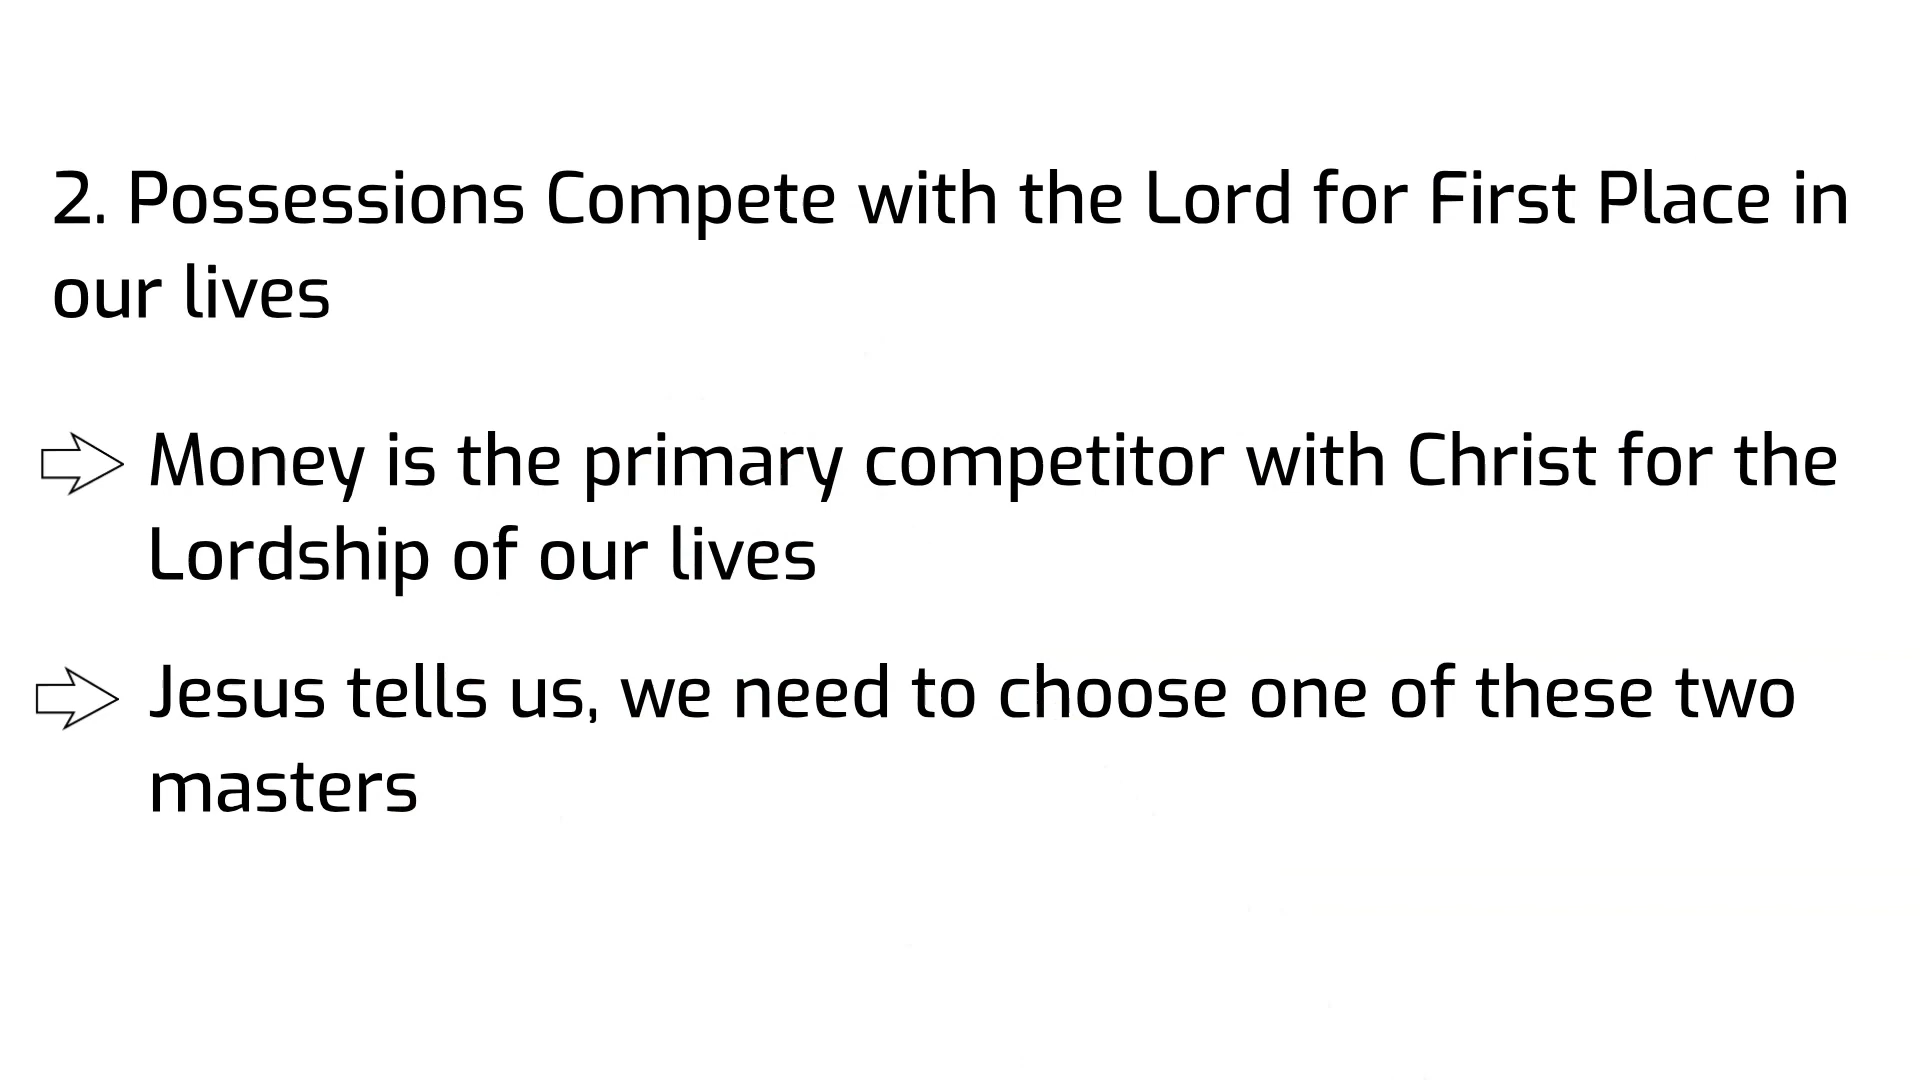 2. Possessions Compete with the Lord for First Place in
our lives
Money is the primary competitor with Christ for the
Lordship of our lives
Jesus tells us, we need to choose one of these two
masters